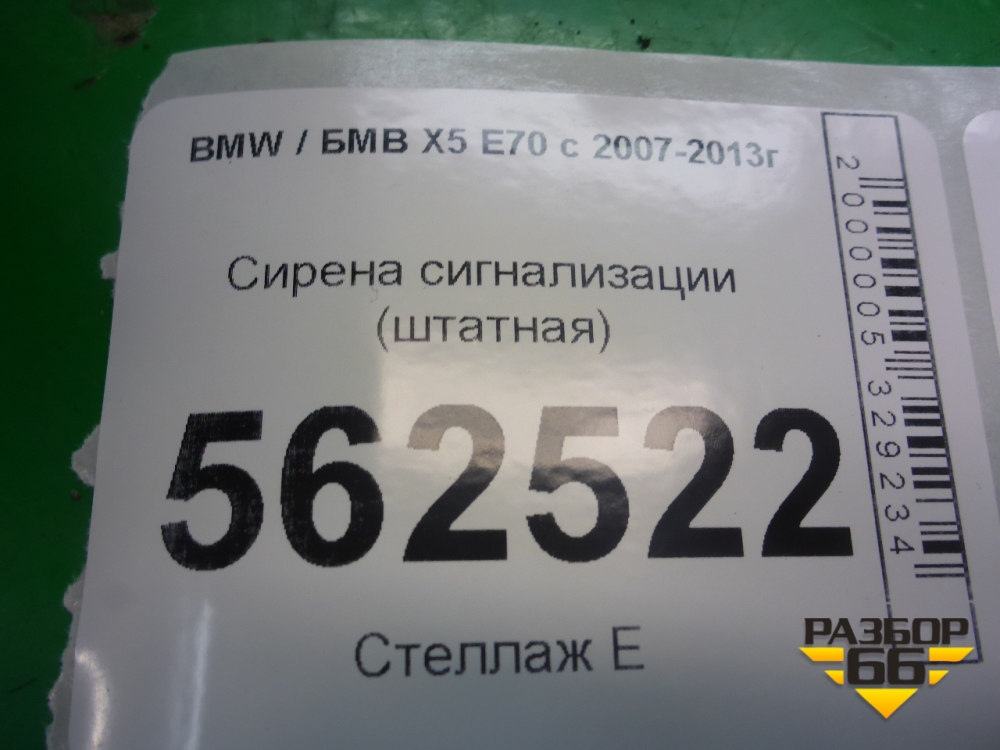 BMW / БМВ X5 E70 с 2007-2013г
Сирена сигнализации
(штатная)
562522
Стеллаж Е
2000005329234
РАЗБОР
66